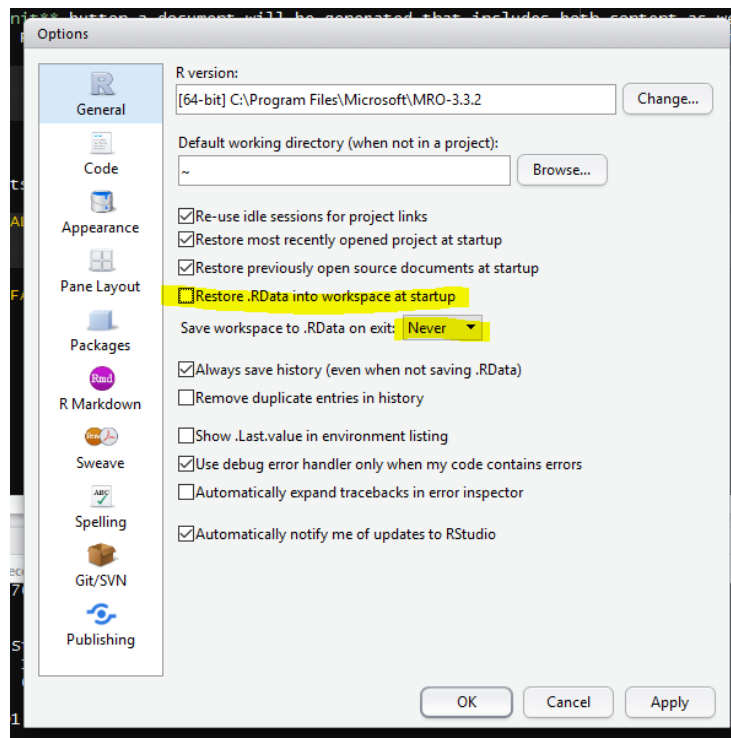 Options
R version:
[64-bit] C:\Program Files\Microsoft\MRO-3.3.2
Change...
Default working directory (when not in a project):
~
Browse...
Re-use idle sessions for project links
Restore most recently opened project at startup
Restore previously open source documents at startup
Restore .RData into workspace at startup
Save workspace to .RData on exit: Never
Always save history (even when not saving .RData)
Remove duplicate entries in history
Show .Last.value in environment listing
Use debug error handler only when my code contains errors
Automatically expand tracebacks in error inspector
Automatically notify me of updates to RStudio
R
General
Code
Appearance
Pane Layout
Packages
Rmd
R Markdown
Sweave
ABC
Spelling
Git/SVN
Publishing
OK
Cancel
Apply